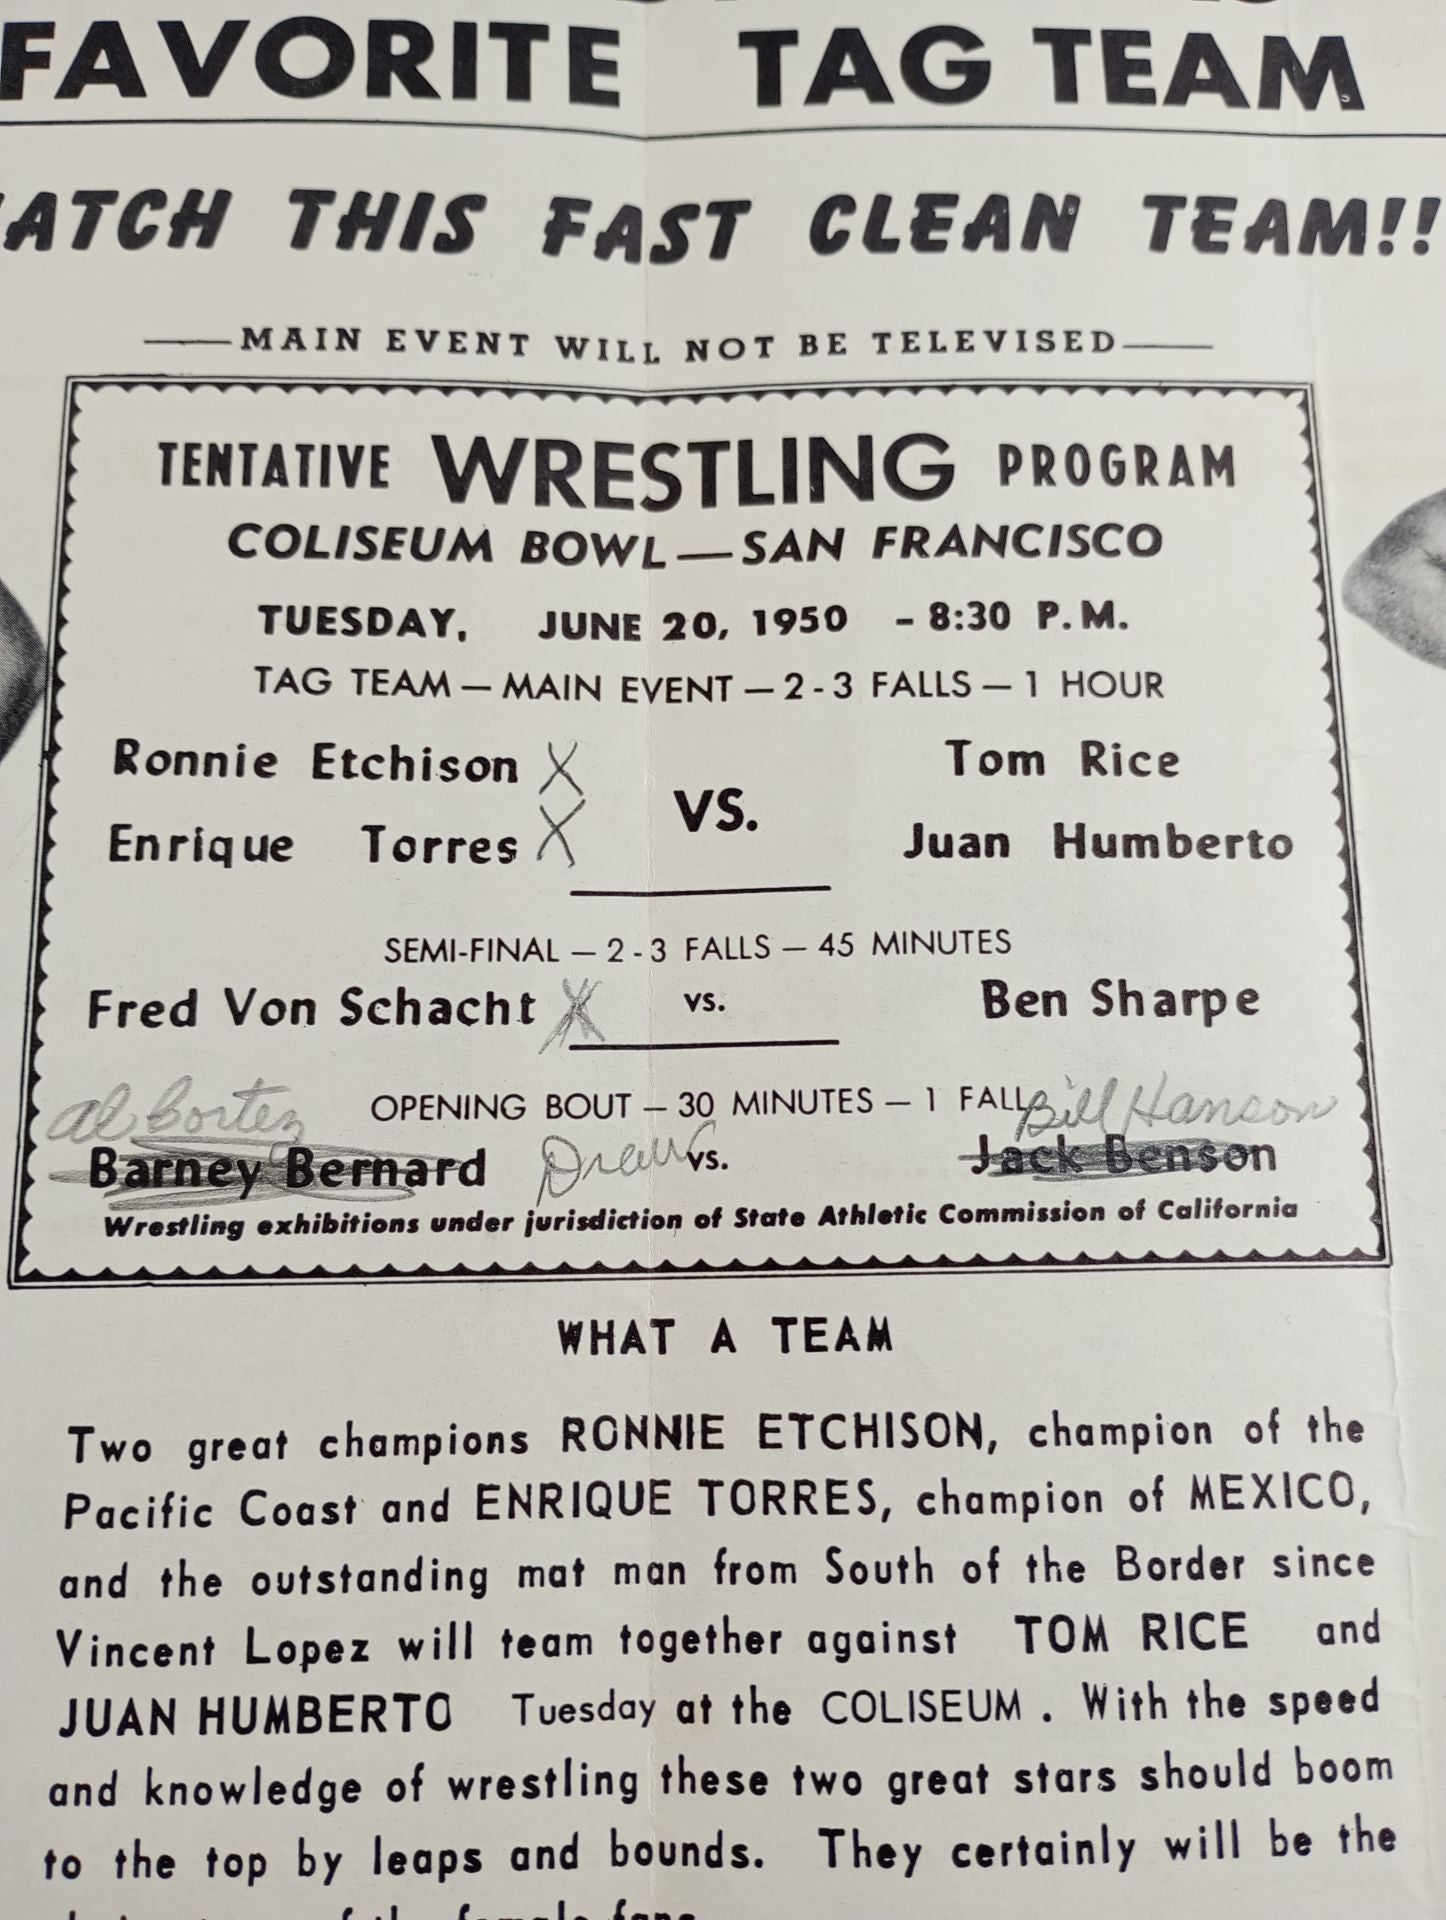 FAVORITE TAG TEAM
ATCH THIS FAST CLEAN TEAM!!
MAIN EVENT WILL NOT BE TELEVISED
TENTATIVE WRESTLING PROGRAM
COLISEUM BOWL—SAN FRANCISCO
TUESDAY, JUNE 20, 1950 - 8:30 P.M.
TAG TEAM — MAIN EVENT — 2-3 FALLS — 1 HOUR
Ronnie Etchison X Tom Rice
VS.
Enrique Torres X Juan Humberto
SEMI-FINAL — 2-3 FALLS — 45 MINUTES
Fred Von Schacht X vs. Ben Sharpe
OPENING BOUT — 30 MINUTES — 1 FALL
Al Cortez Bill Hanson
Barney Bernard Draw vs. Jack Benson
Wrestling exhibitions under jurisdiction of State Athletic Commission of California
WHAT A TEAM
Two great champions RONNIE ETCHISON, champion of the
Pacific Coast and ENRIQUE TORRES, champion of MEXICO,
and the outstanding mat man from South of the Border since
Vincent Lopez will team together against TOM RICE and
JUAN HUMBERTO Tuesday at the COLISEUM . With the speed
and knowledge of wrestling these two great stars should boom
to the top by leaps and bounds. They certainly will be the
of the female fans